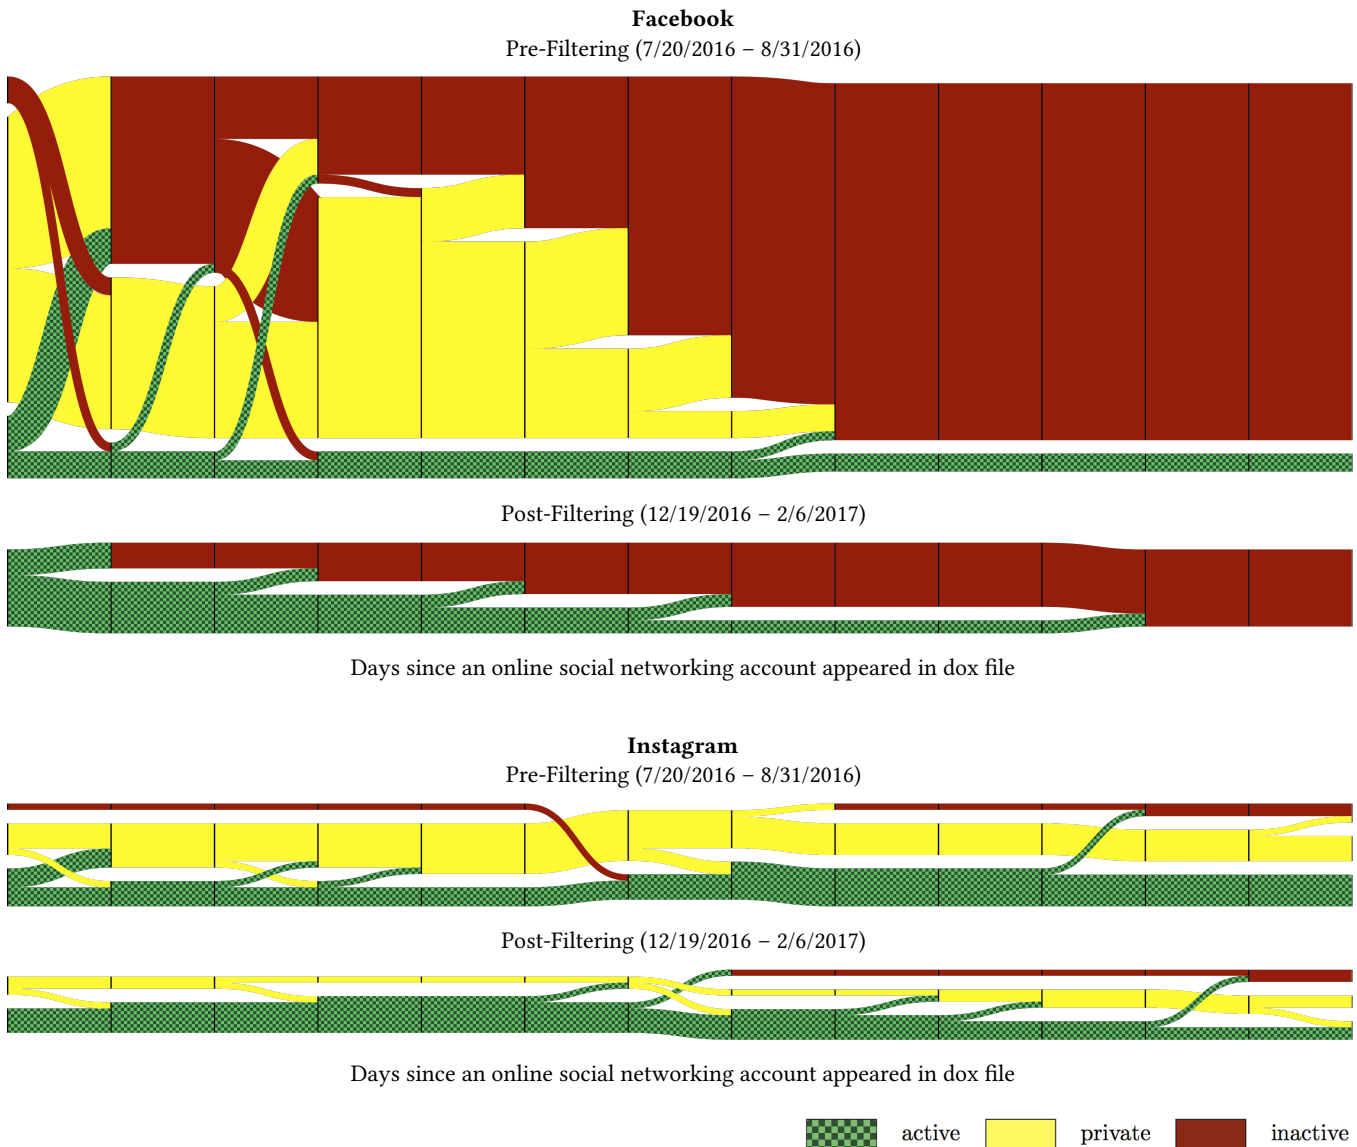 Facebook
Pre-Filtering (7/20/2016 – 8/31/2016)
Post-Filtering (12/19/2016 – 2/6/2017)
Days since an online social networking account appeared in dox file
Instagram
Pre-Filtering (7/20/2016 – 8/31/2016)
Post-Filtering (12/19/2016 – 2/6/2017)
Days since an online social networking account appeared in dox file
active private inactive